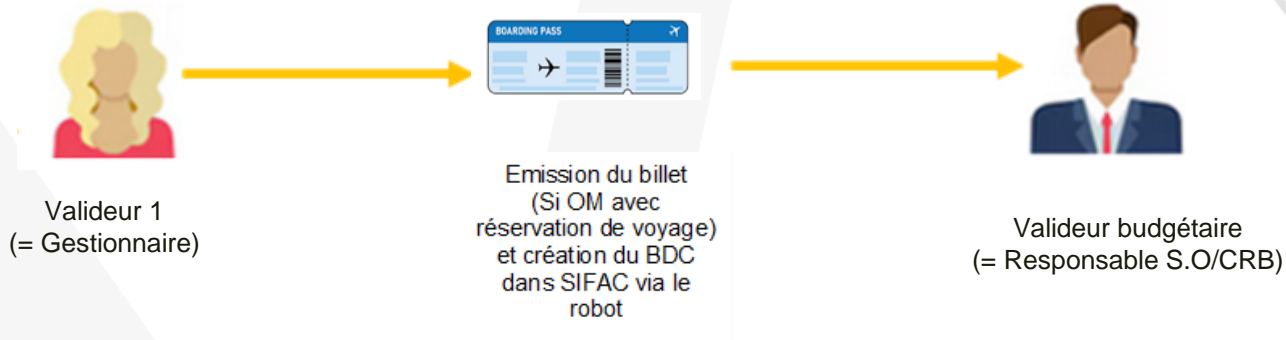 BOARDING PASS
Valideur 1
(= Gestionnaire)
Emission du billet
(Si OM avec
réservation de voyage)
et création du BDC
dans SIFAC via le
robot
Valideur budgétaire
(= Responsable S.O/CRB)